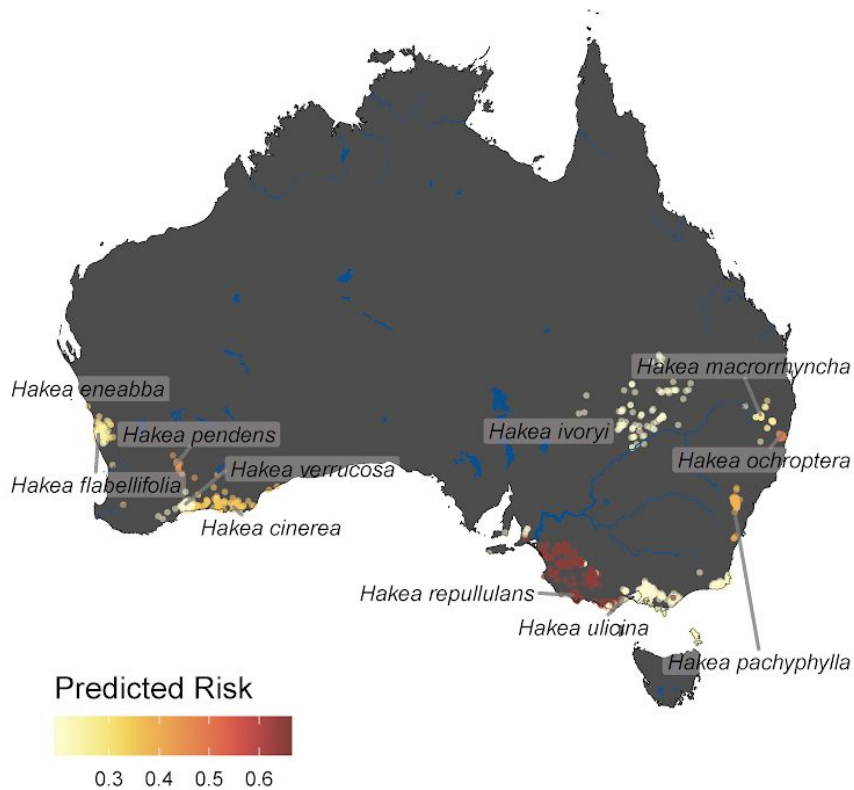 Hakea eneabba
Hakea macrorrhyncha
Hakea pendens
Hakea ivoryi
Hakea verrucosa
Hakea ochroptera
Hakea flabellifolia
Hakea cinerea
Hakea repullulans
Hakea ulicina
Hakea pachyphylla
Predicted Risk
0.3 0.4 0.5 0.6